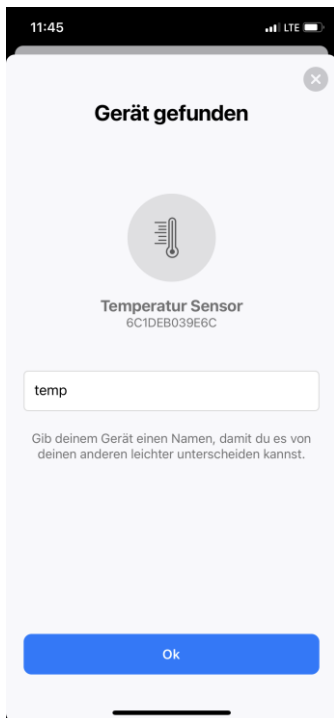 11:45
LTE
Gerät gefunden
Temperatur Sensor
6C1DEB039E6C
temp
Gib deinem Gerät einen Namen, damit du es von
deinen anderen leichter unterscheiden kannst.
Ok